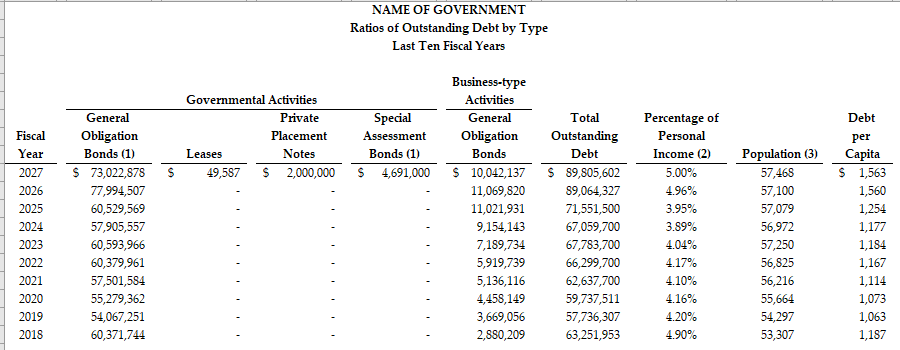 NAME OF GOVERNMENT
Ratios of Outstanding Debt by Type
Last Ten Fiscal Years
Business-type
Governmental Activities Activities
General Private Special General Total Percentage of Debt
Fiscal Obligation Placement Assessment Obligation Outstanding Personal per
Year Bonds (1) Leases Notes Bonds (1) Bonds Debt Income (2) Population (3) Capita
2027 $ 73,022,878 $ 49,587 $ 2,000,000 $ 4,691,000 $ 10,042,137 $ 89,805,602 5.00% 57,468 $ 1,563
2026 77,994,507 - - - 11,069,820 89,064,327 4.96% 57,100 1,560
2025 60,529,569 - - - 11,021,931 71,551,500 3.95% 57,079 1,254
2024 57,905,557 - - - 9,154,143 67,059,700 3.89% 56,972 1,177
2023 60,593,966 - - - 7,189,734 67,783,700 4.04% 57,250 1,184
2022 60,379,961 - - - 5,919,739 66,299,700 4.17% 56,825 1,167
2021 57,501,584 - - - 5,136,116 62,637,700 4.10% 56,216 1,114
2020 55,279,362 - - - 4,458,149 59,737,511 4.16% 55,664 1,073
2019 54,067,251 - - - 3,669,056 57,736,307 4.20% 54,297 1,063
2018 60,371,744 - - - 2,880,209 63,251,953 4.90% 53,307 1,187